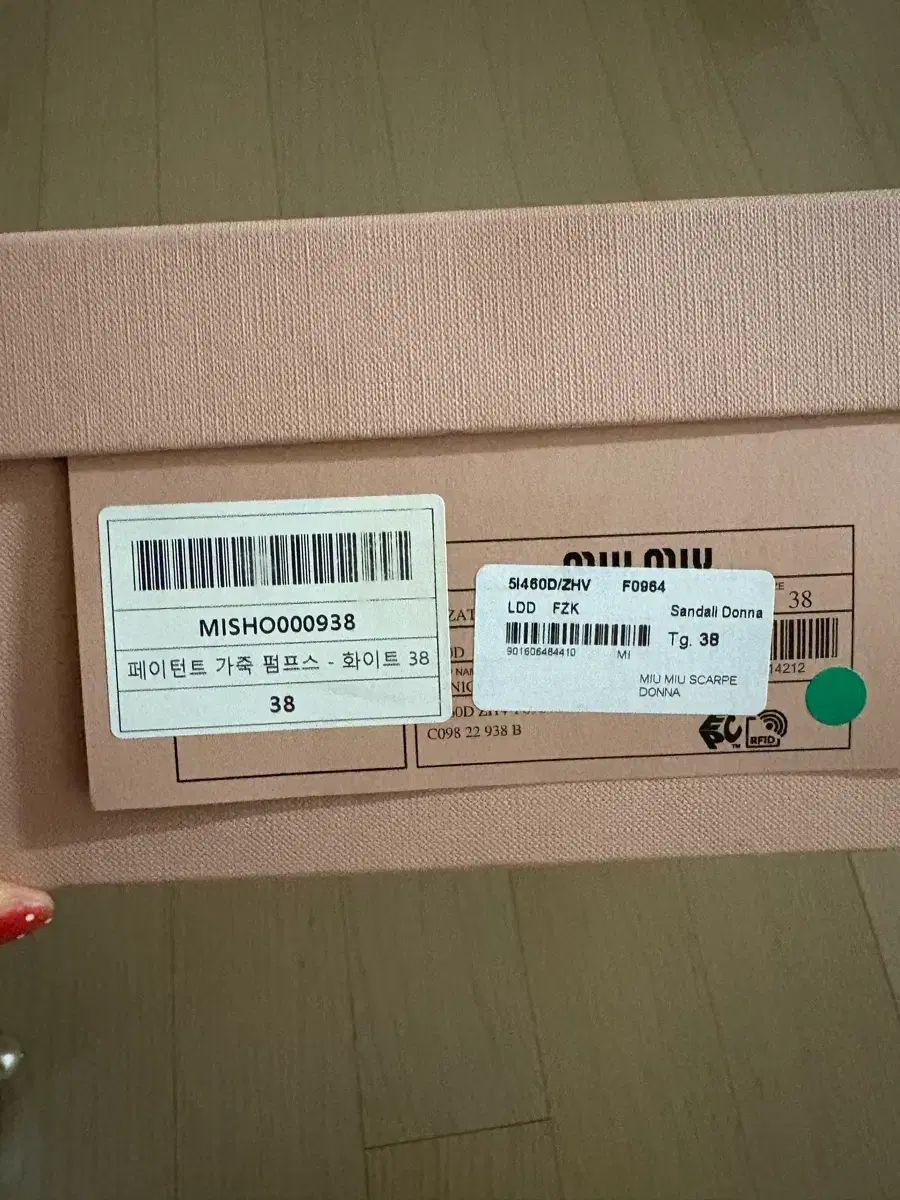 MISHO000938
페이턴트 가죽 펌프스 - 화이트 38
38
miu miu
5I460D/ZHV F0964
LDD FZK
Sandali Donna
901606484410 MI
Tg. 38
MIU MIU SCARPE
DONNA
38
14212
C098 22 938 B
RFID